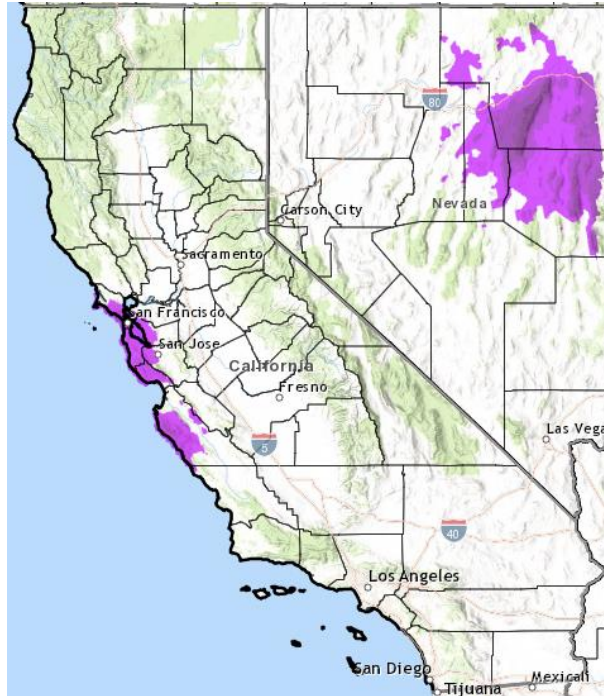 80
Nevada
Carson City
Sacramento
San Francisco
San Jose
California
Fresno
Las Vega
5
40
Los Angeles
San Diego
Mexicali
Tijuana